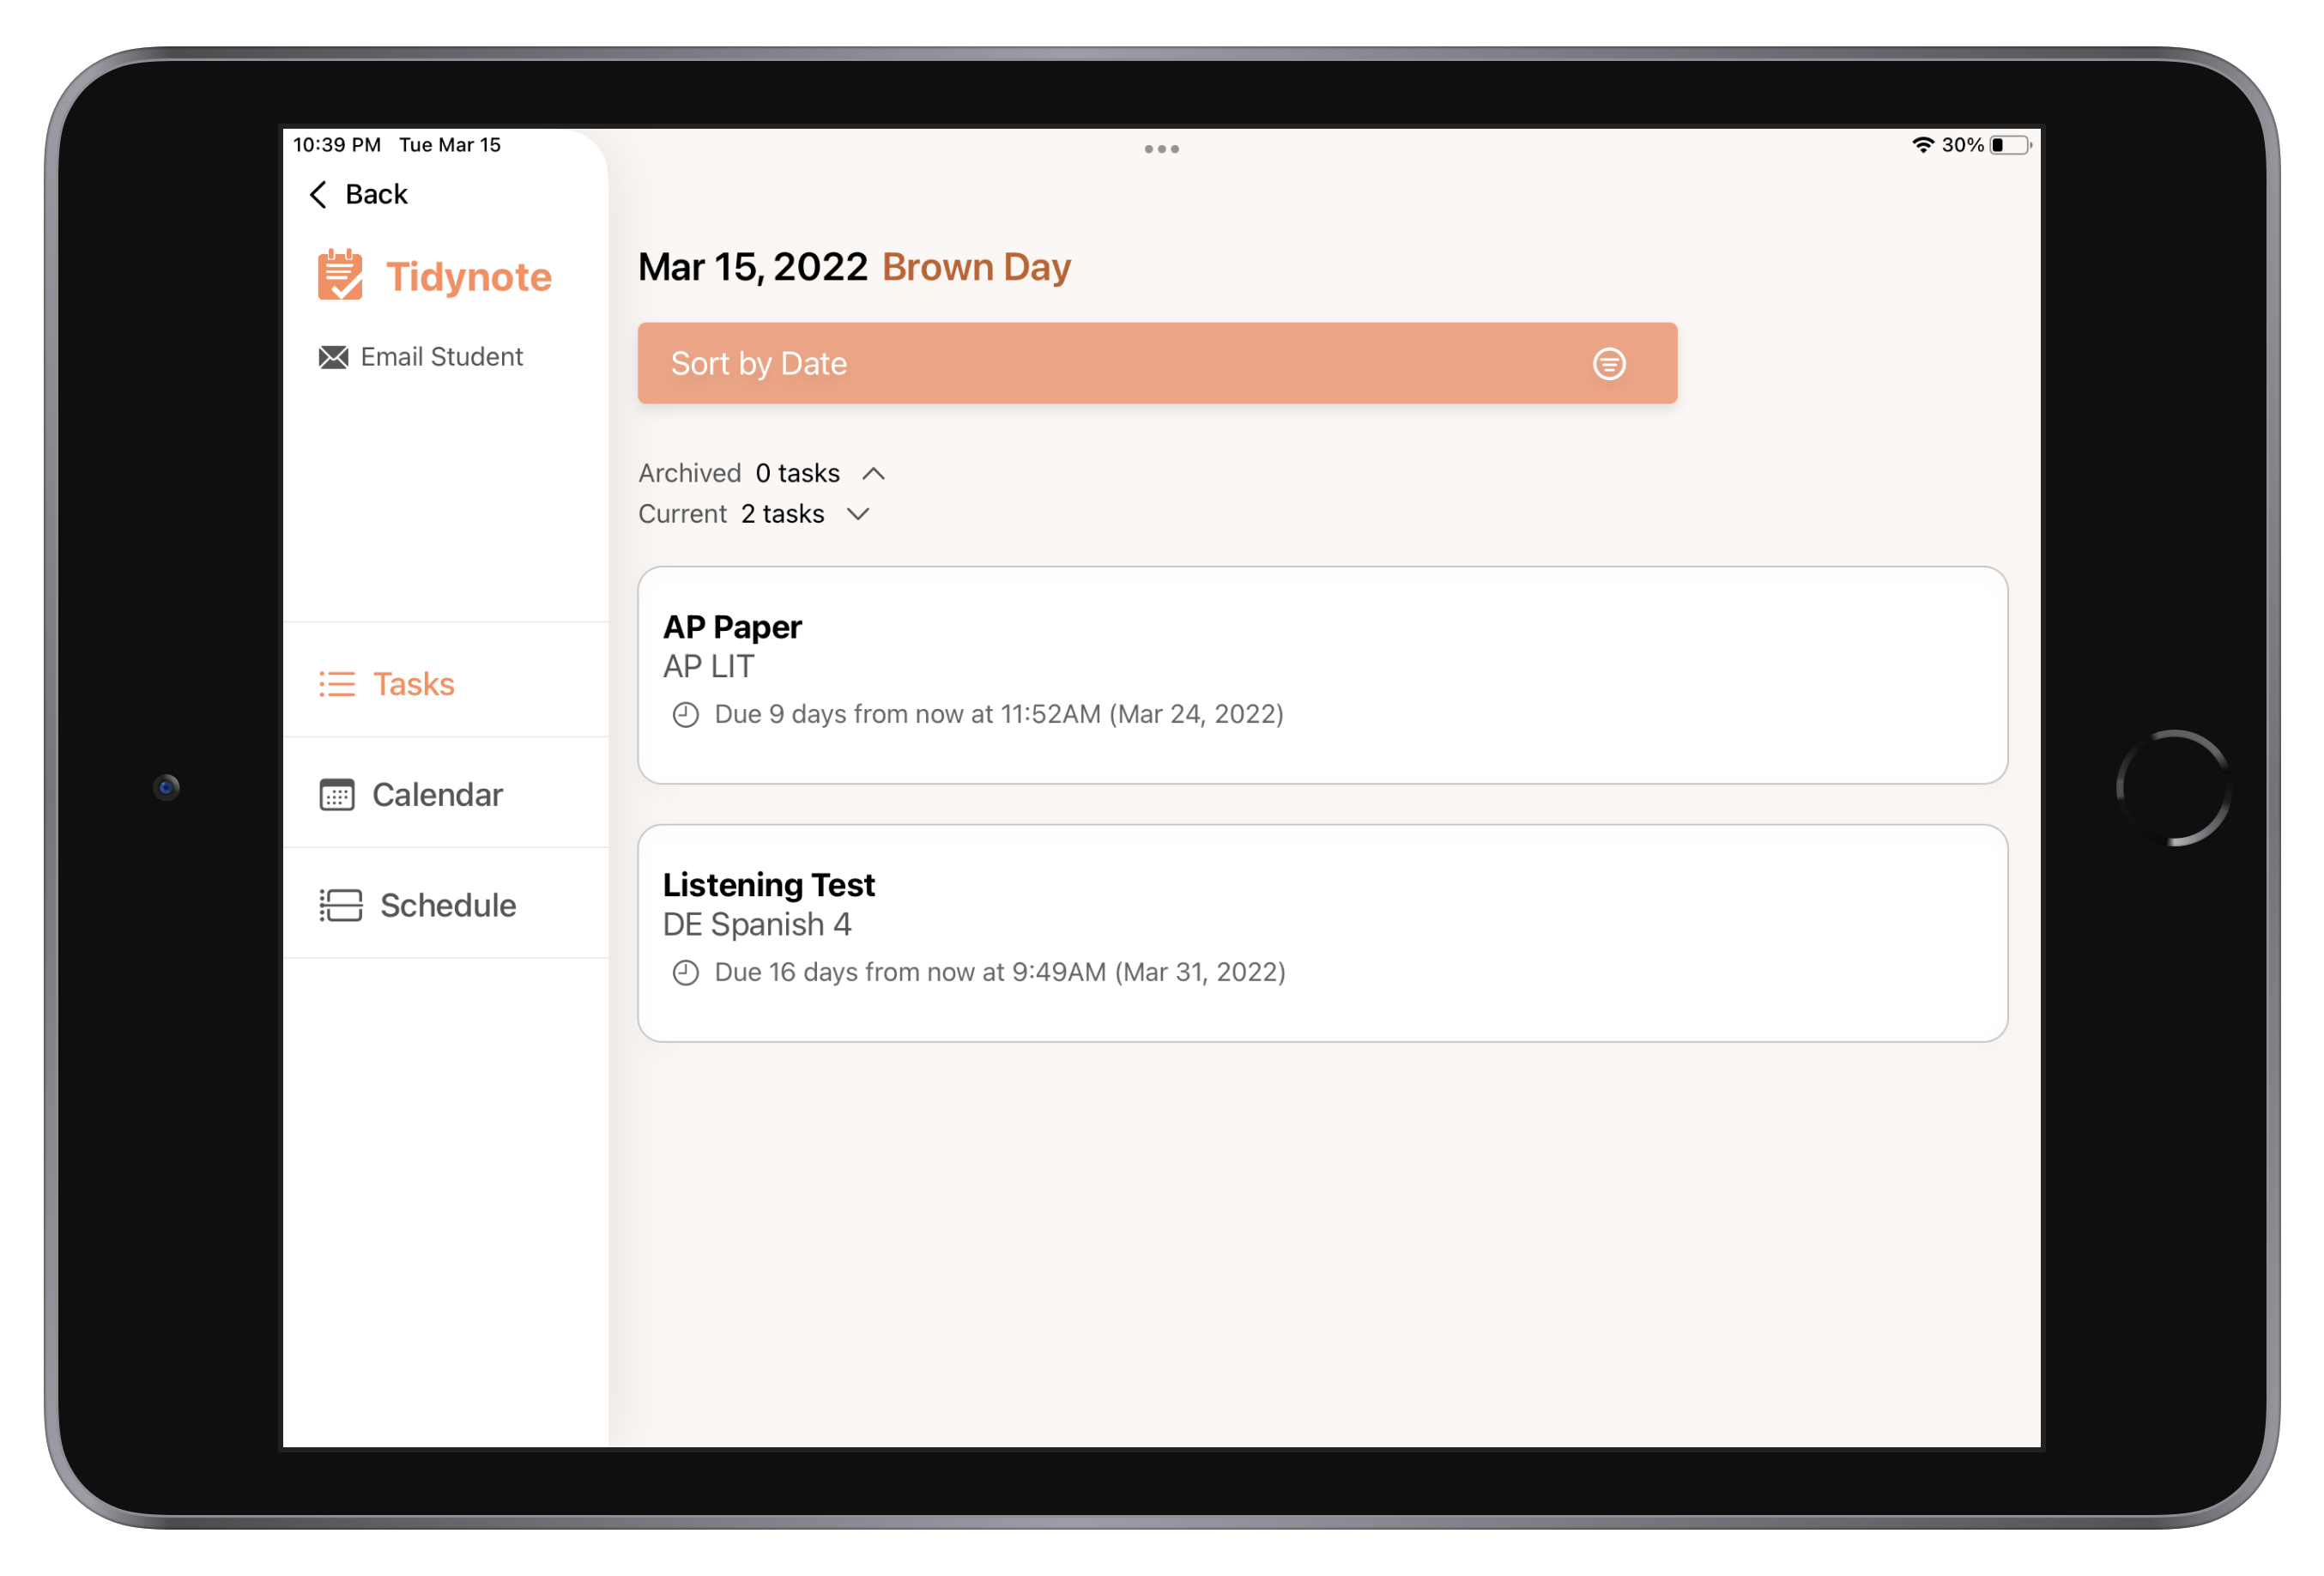 10:39 PM Tue Mar 15
30%
Back
Tidynote
Email Student
Tasks
Calendar
Schedule
Mar 15, 2022 Brown Day
Sort by Date
Archived 0 tasks
Current 2 tasks
AP Paper
AP LIT
Due 9 days from now at 11:52AM (Mar 24, 2022)
Listening Test
DE Spanish 4
Due 16 days from now at 9:49AM (Mar 31, 2022)